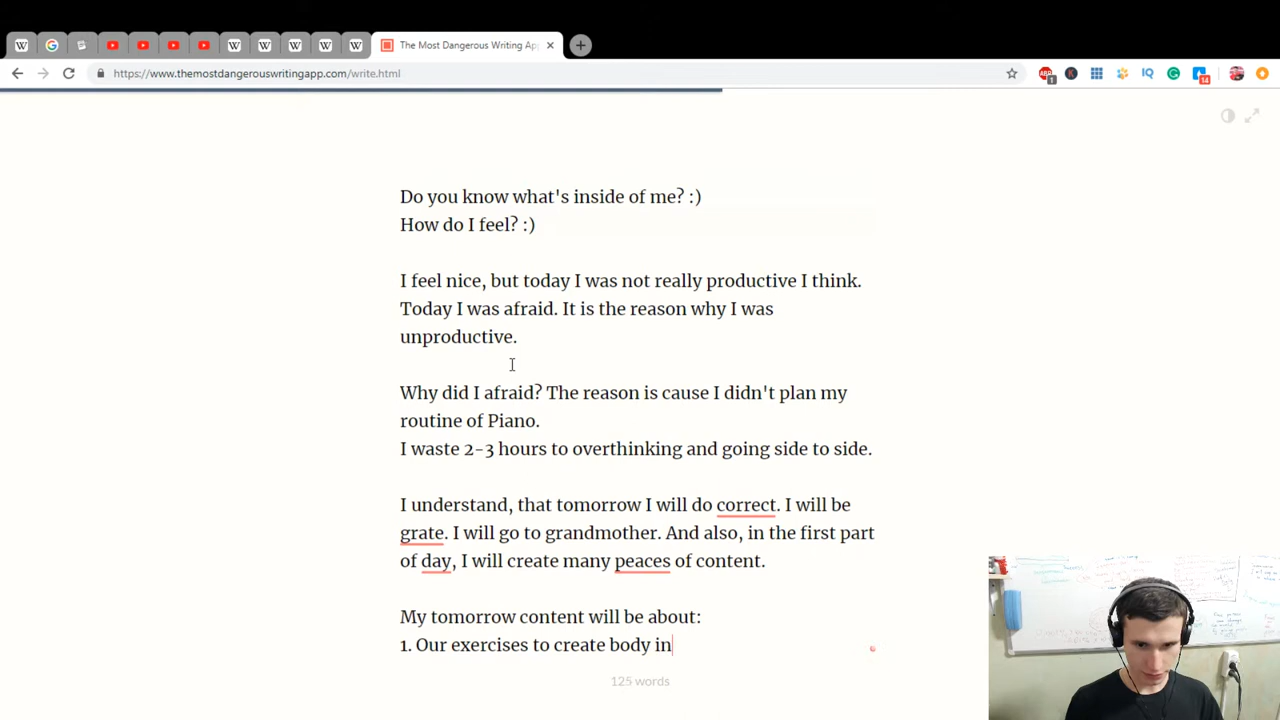 The Most Dangerous Writing Ap
https://www.themostdangerouswritingapp.com/write.html
Do you know what's inside of me? :)
How do I feel? :)
I feel nice, but today I was not really productive I think.
Today I was afraid. It is the reason why I was
unproductive.
Why did I afraid? The reason is cause I didn't plan my
routine of Piano.
I waste 2-3 hours to overthinking and going side to side.
I understand, that tomorrow I will do correct. I will be
grate. I will go to grandmother. And also, in the first part
of day, I will create many peaces of content.
My tomorrow content will be about:
1. Our exercises to create body in
125 words